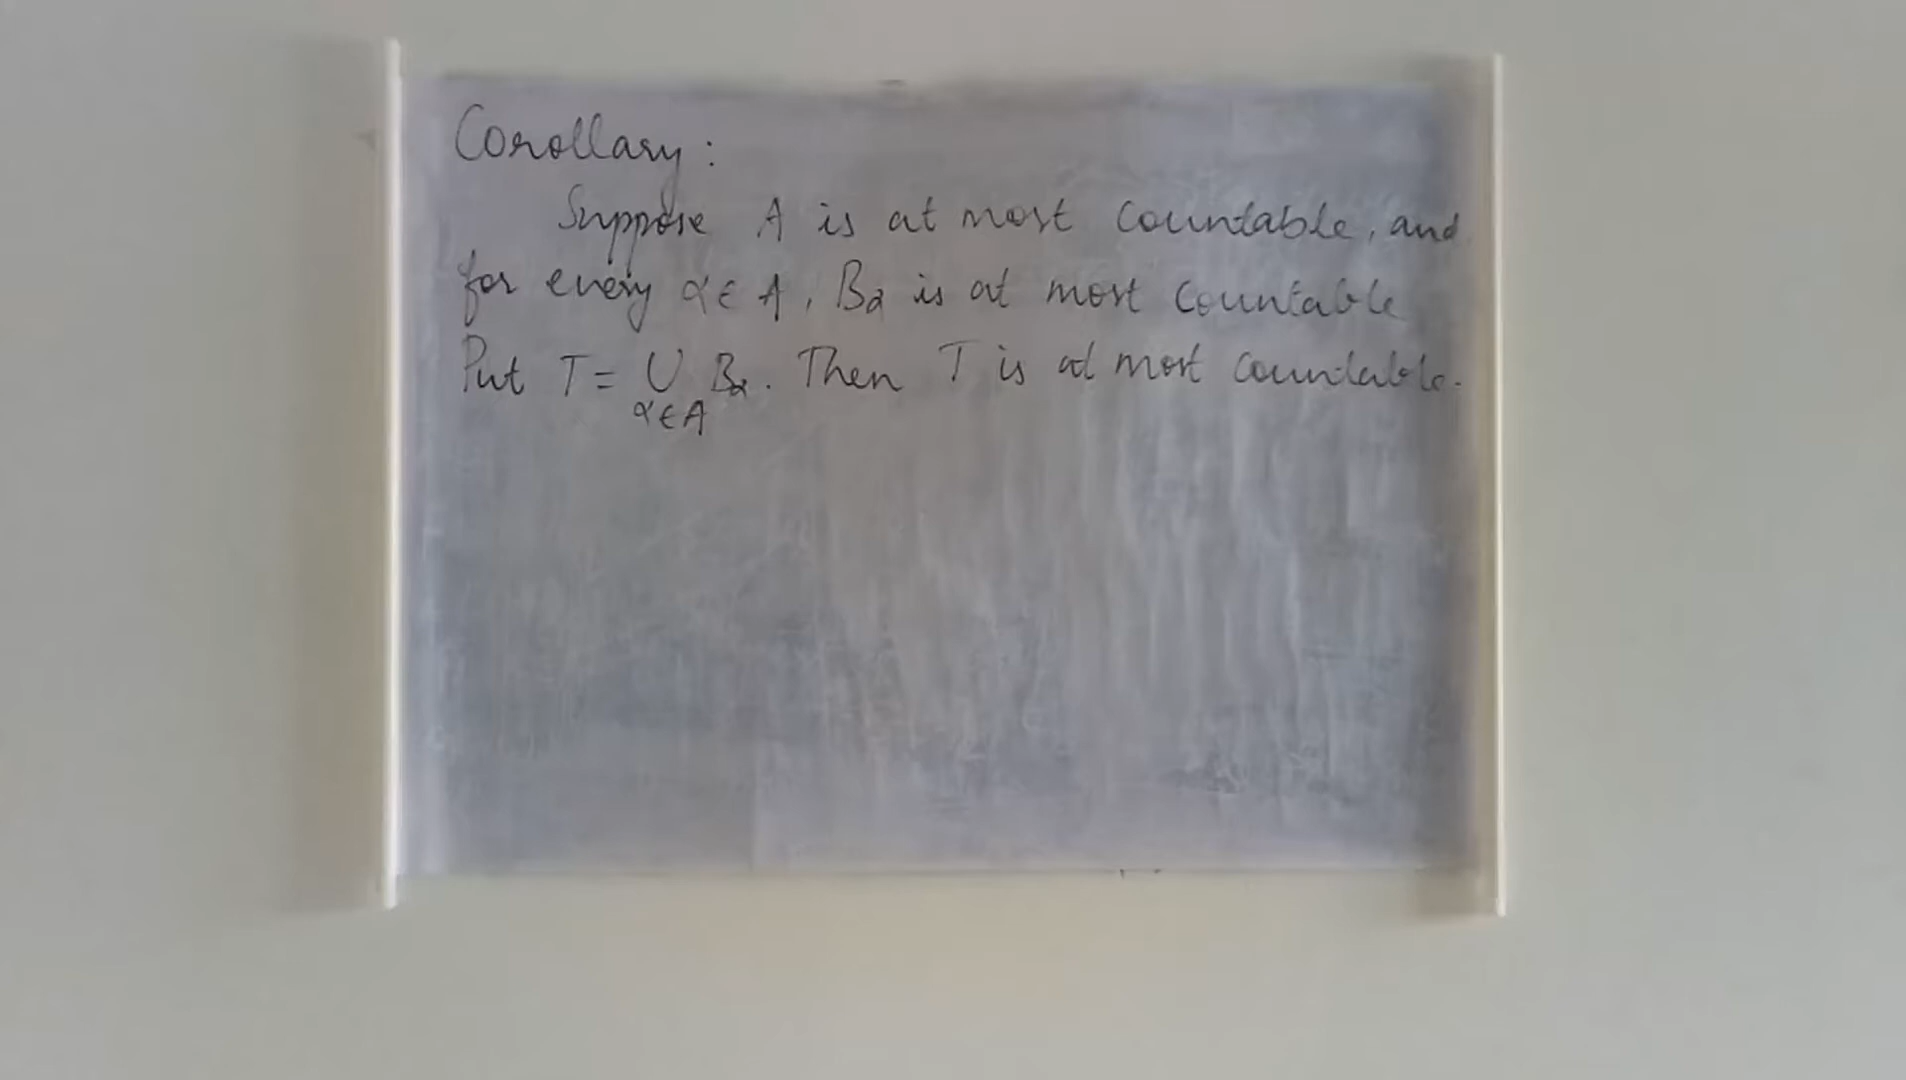 Corollary:
Suppose A is at most countable, and
for every α ∈ A, Bα is at most countable
Put T = ∪ Bα. Then T is at most countable.
α∈A